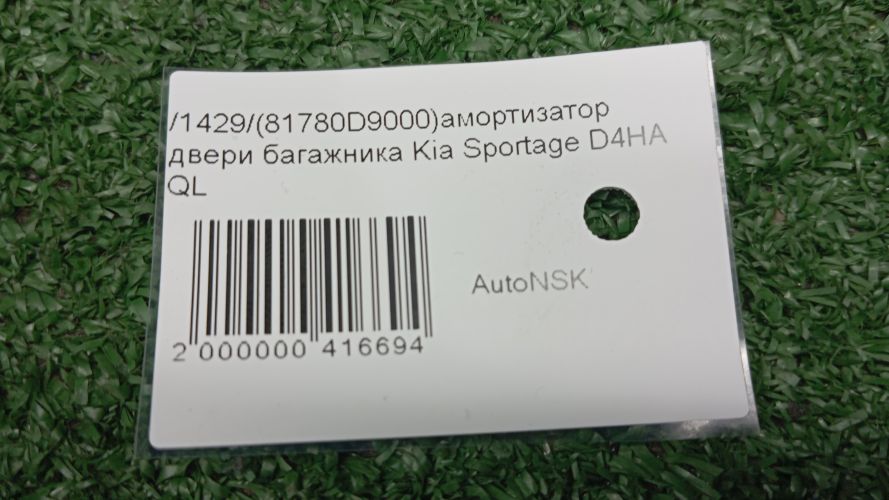 /1429/(81780D9000)амортизатор
двери багажника Kia Sportage D4HA
QL
AutoNSK
2 000000 416694